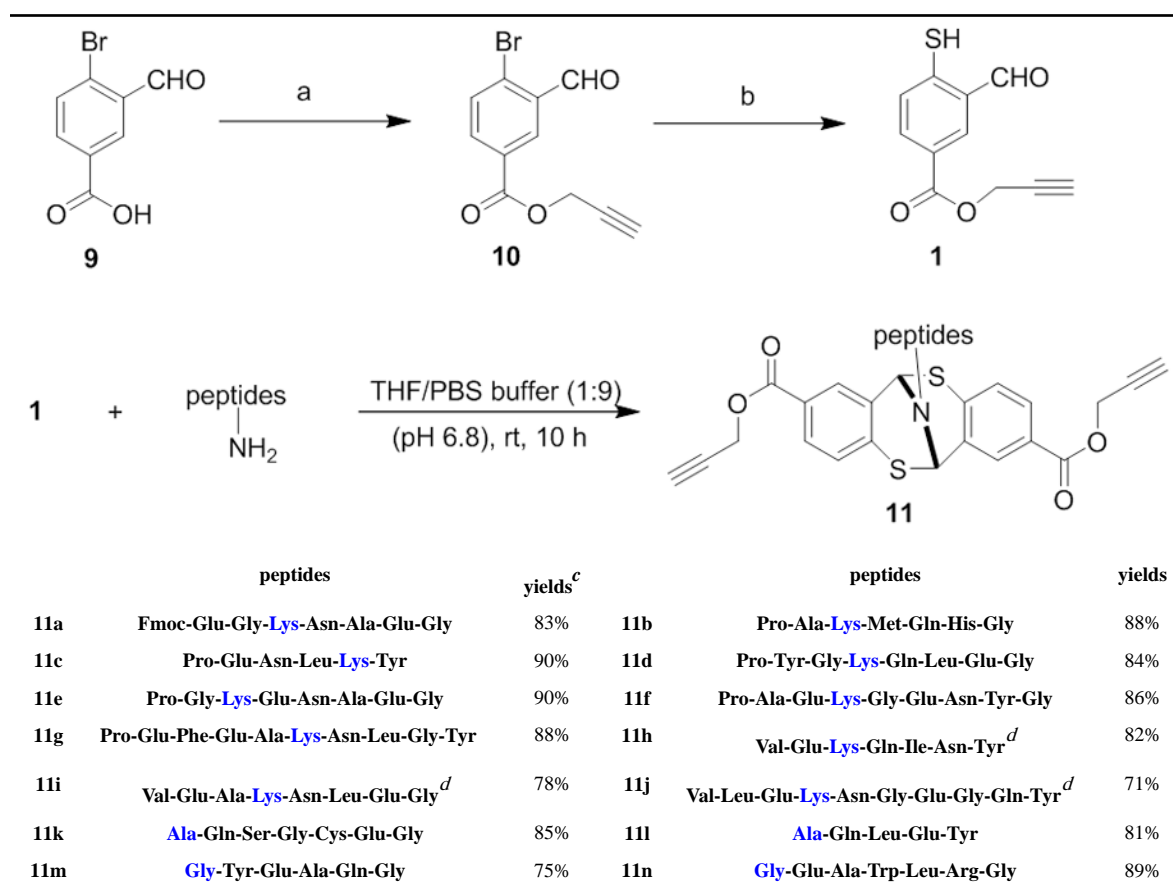 Br
CHO
O
OH
9
a
Br
CHO
O
O
10
b
SH
CHO
O
O
1
1 + peptides NH2
THF/PBS buffer (1:9)
(pH 6.8), rt, 10 h
peptides
O
O
S
N
S
O
O
11
peptides yieldsc peptides yields
11a Fmoc-Glu-Gly-Lys-Asn-Ala-Glu-Gly 83% 11b Pro-Ala-Lys-Met-Gln-His-Gly 88%
11c Pro-Glu-Asn-Leu-Lys-Tyr 90% 11d Pro-Tyr-Gly-Lys-Gln-Leu-Glu-Gly 84%
11e Pro-Gly-Lys-Glu-Asn-Ala-Glu-Gly 90% 11f Pro-Ala-Glu-Lys-Gly-Glu-Asn-Tyr-Gly 86%
11g Pro-Glu-Phe-Glu-Ala-Lys-Asn-Leu-Gly-Tyr 88% 11h Val-Glu-Lys-Gln-Ile-Asn-Tyrd 82%
11i Val-Glu-Ala-Lys-Asn-Leu-Glu-Glyd 78% 11j Val-Leu-Glu-Lys-Asn-Gly-Glu-Gly-Gln-Tyrd 71%
11k Ala-Gln-Ser-Gly-Cys-Glu-Gly 85% 11l Ala-Gln-Leu-Glu-Tyr 81%
11m Gly-Tyr-Glu-Ala-Gln-Gly 75% 11n Gly-Glu-Ala-Trp-Leu-Arg-Gly 89%